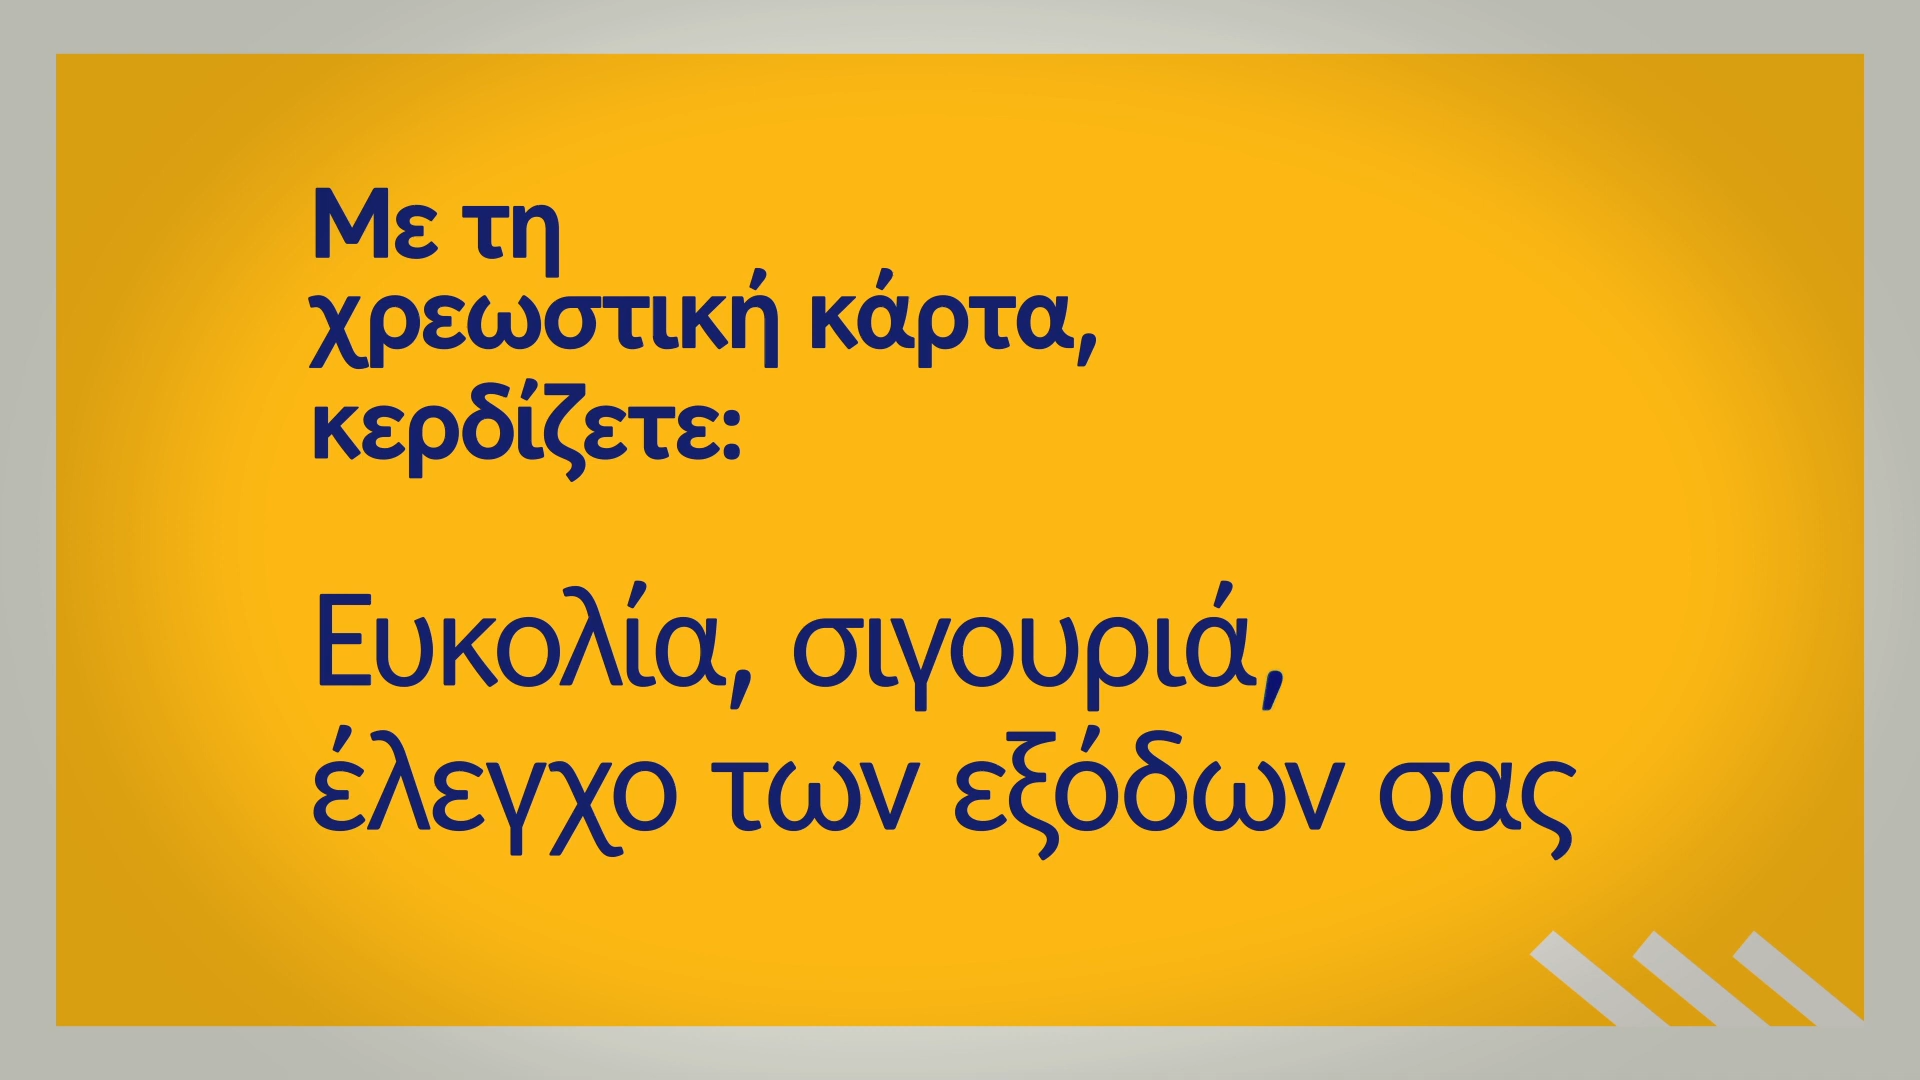 Με τη
χρεωστική κάρτα,
κερδίζετε:
Ευκολία, σιγουριά,
έλεγχο των εξόδων σας